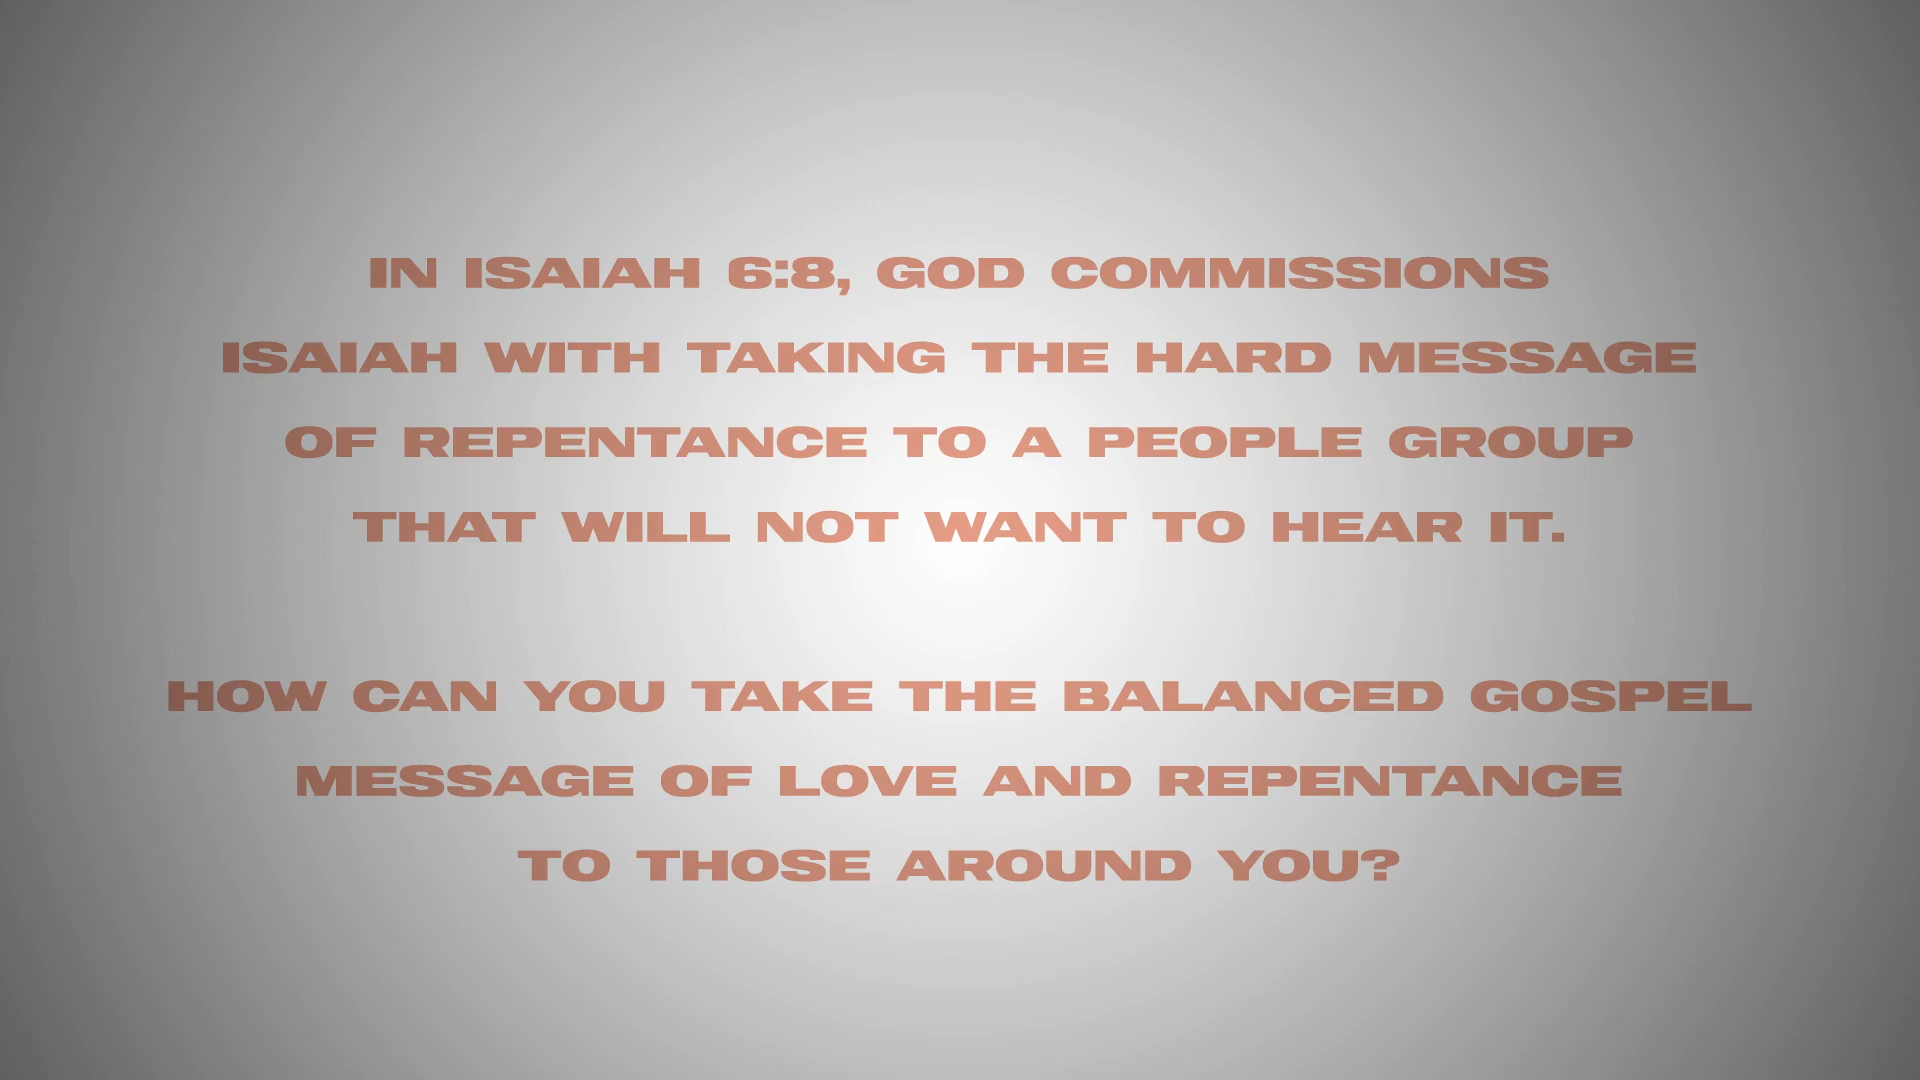 IN ISAIAH 6:8, GOD COMMISSIONS
ISAIAH WITH TAKING THE HARD MESSAGE
OF REPENTANCE TO A PEOPLE GROUP
THAT WILL NOT WANT TO HEAR IT.
HOW CAN YOU TAKE THE BALANCED GOSPEL
MESSAGE OF LOVE AND REPENTANCE
TO THOSE AROUND YOU?